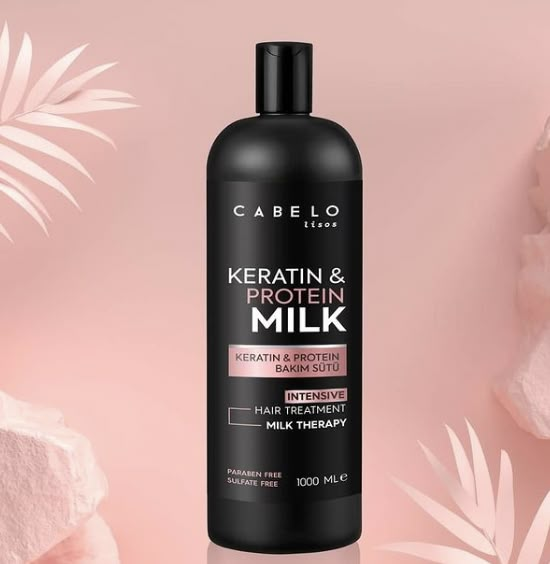 CABELO
lisos
KERATIN &
PROTEIN
MILK
KERATIN & PROTEIN
BAKIM SÜTÜ
INTENSIVE
HAIR TREATMENT
MILK THERAPY
PARABEN FREE
SULFATE FREE
1000 ML e